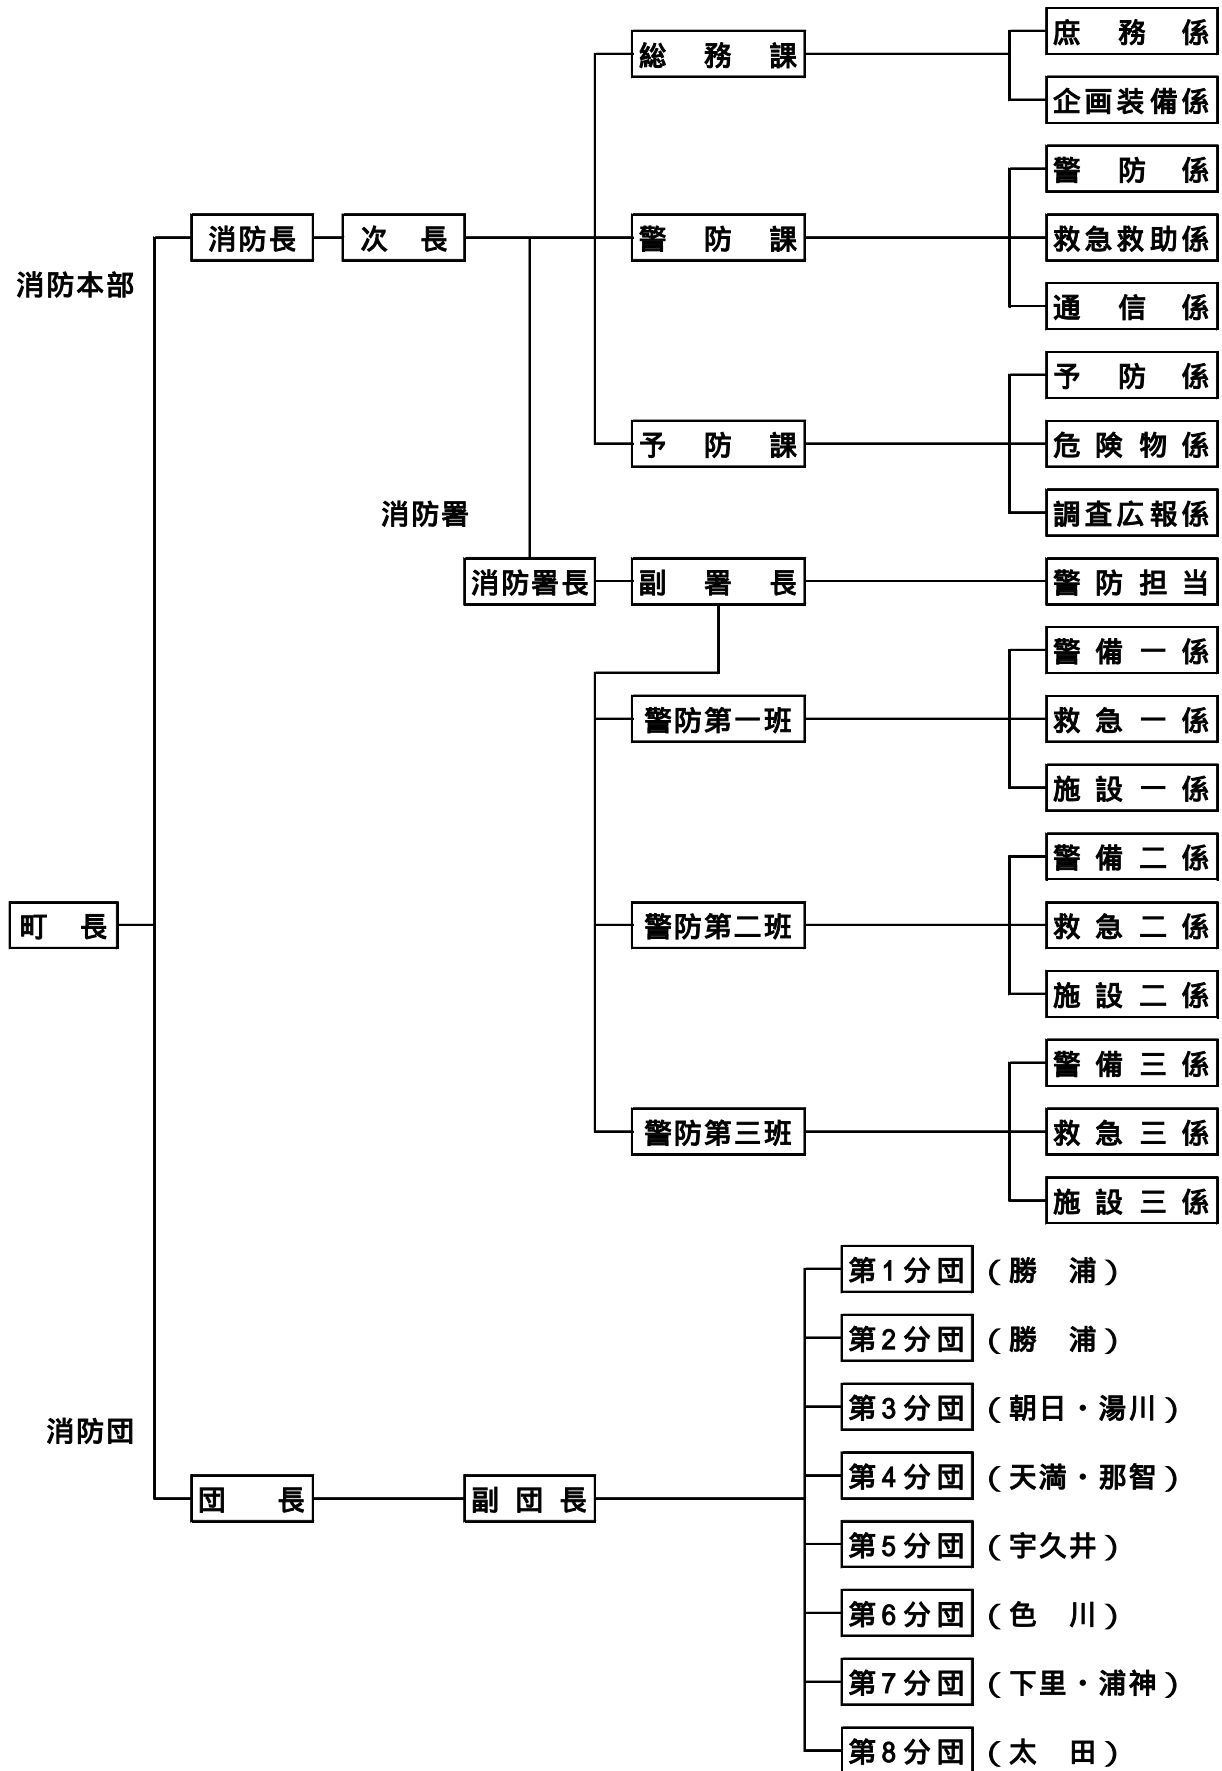 庶務係
総務課
企画装備係
警防係
消防長 次長 警防課 救急救助係
消防本部
通信係
予防係
予防課 危険物係
消防署
調査広報係
消防署長 副署長 警防担当
警備一係
警防第一班 救急一係
施設一係
警備二係
町長 警防第二班 救急二係
施設二係
警備三係
警防第三班 救急三係
施設三係
第1分団 (勝浦)
第2分団 (勝浦)
第3分団 (朝日・湯川)
消防団
第4分団 (天満・那智)
団長 副団長
第5分団 (宇久井)
第6分団 (色川)
第7分団 (下里・浦神)
第8分団 (太田)